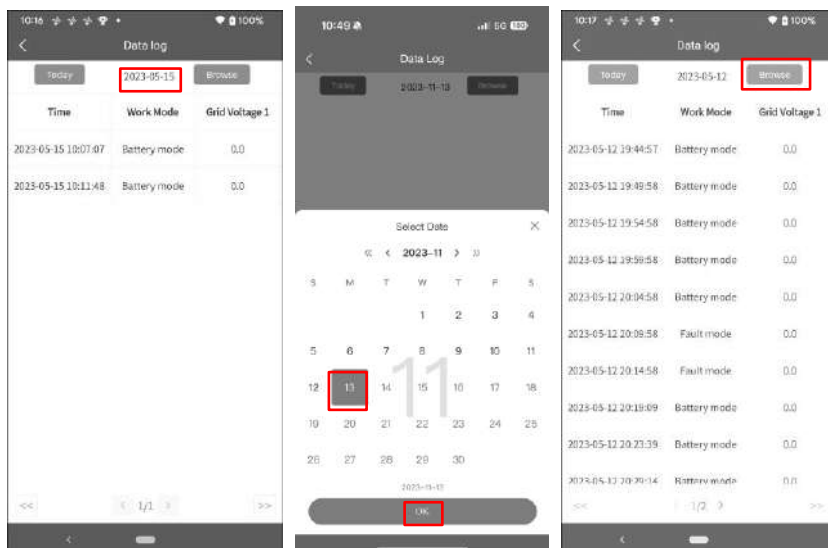 10:16 100%
Data log
Today 2023-05-15 Browse
Time Work Mode Grid Voltage 1
2023-05-15 10:07:07 Battery mode 0.0
2023-05-15 10:11:48 Battery mode 0.0
<< < 1/1 > >>
10:49 5G
Data Log
Today 2023-11-13 Browse
Select Date ×
« < 2023-11 > »
S M T W T F S
1 2 3 4
5 6 7 8 9 10 11
11
12 13 14 15 16 17 18
19 20 21 22 23 24 25
26 27 28 29 30
2023-11-13
OK
10:17 100%
Data log
Today 2023-05-12 Browse
Time Work Mode Grid Voltage 1
2023-05-12 19:44:57 Battery mode 0.0
2023-05-12 19:49:58 Battery mode 0.0
2023-05-12 19:54:58 Battery mode 0.0
2023-05-12 19:59:58 Battery mode 0.0
2023-05-12 20:04:58 Battery mode 0.0
2023-05-12 20:09:58 Fault mode 0.0
2023-05-12 20:14:58 Fault mode 0.0
2023-05-12 20:19:09 Battery mode 0.0
2023-05-12 20:23:39 Battery mode 0.0
2023-05-12 20:29:14 Battery mode 0.0
<< < 1/2 > >>